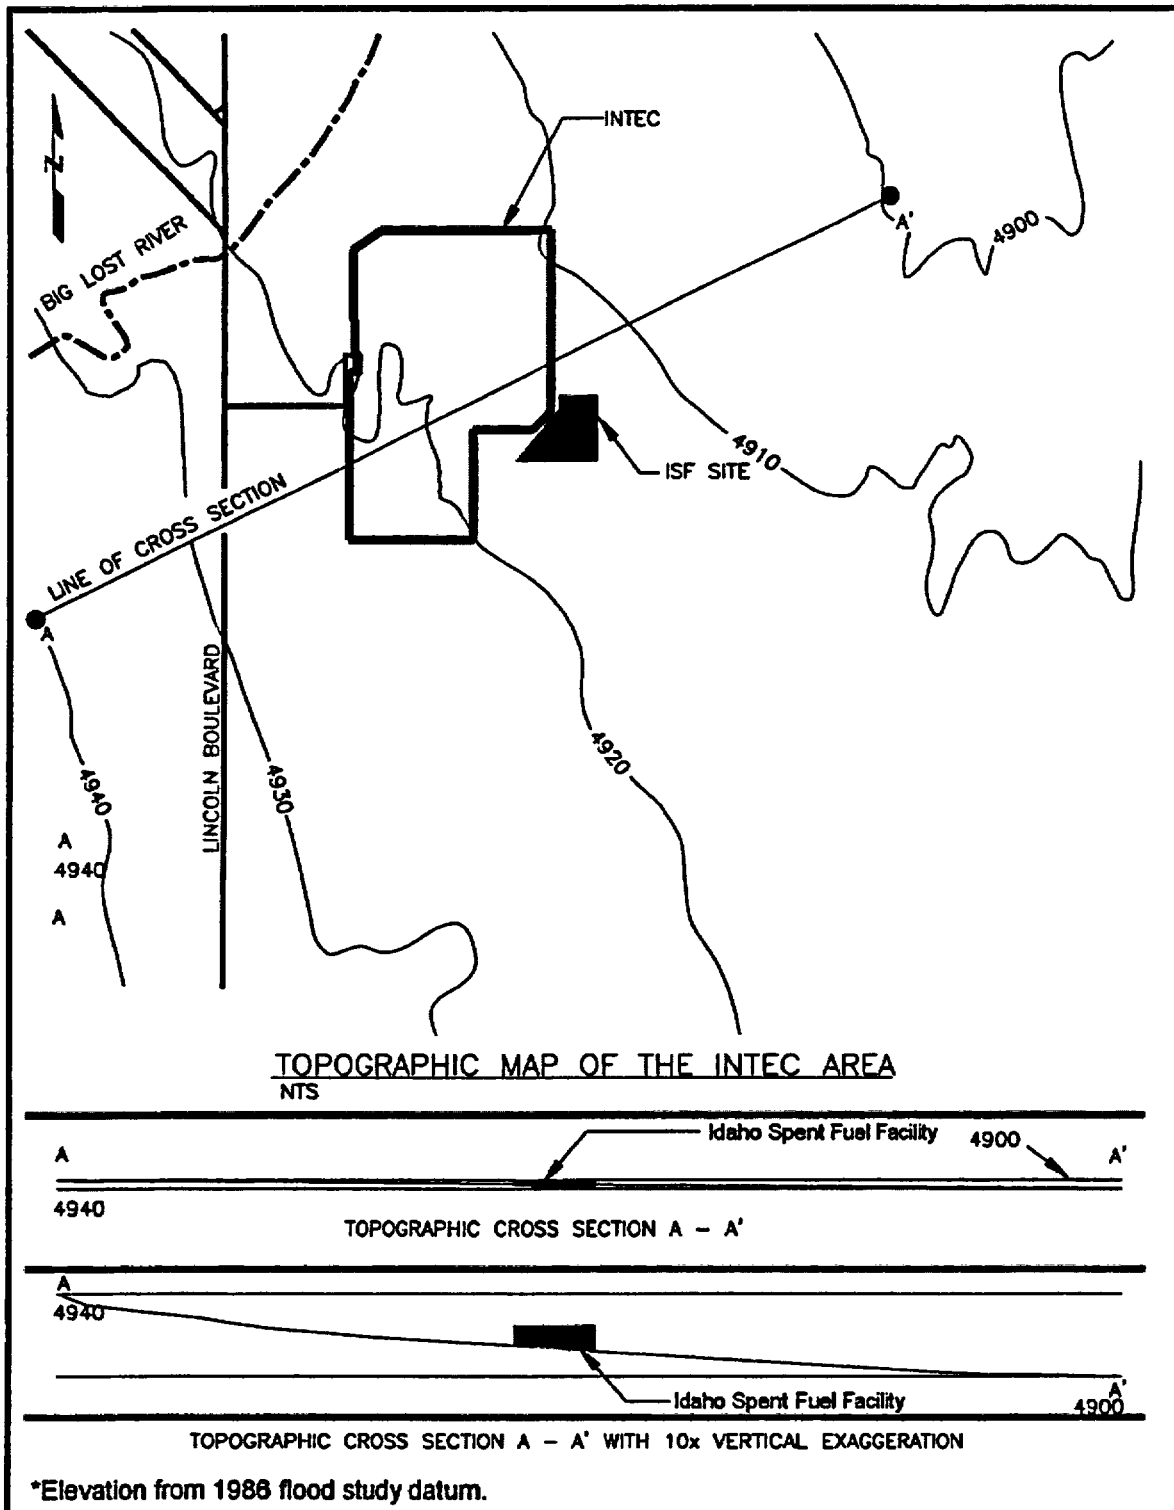 INTEC
N
A'
4900
BIG LOST RIVER
4910
ISF SITE
LINE OF CROSS SECTION
A
LINCOLN BOULEVARD
4920
4930
4940
A
4940
A
TOPOGRAPHIC MAP OF THE INTEC AREA
NTS
Idaho Spent Fuel Facility
4900
A
A'
4940
TOPOGRAPHIC CROSS SECTION A - A'
A
4940
A'
Idaho Spent Fuel Facility
4900
TOPOGRAPHIC CROSS SECTION A - A' WITH 10x VERTICAL EXAGGERATION
*Elevation from 1986 flood study datum.